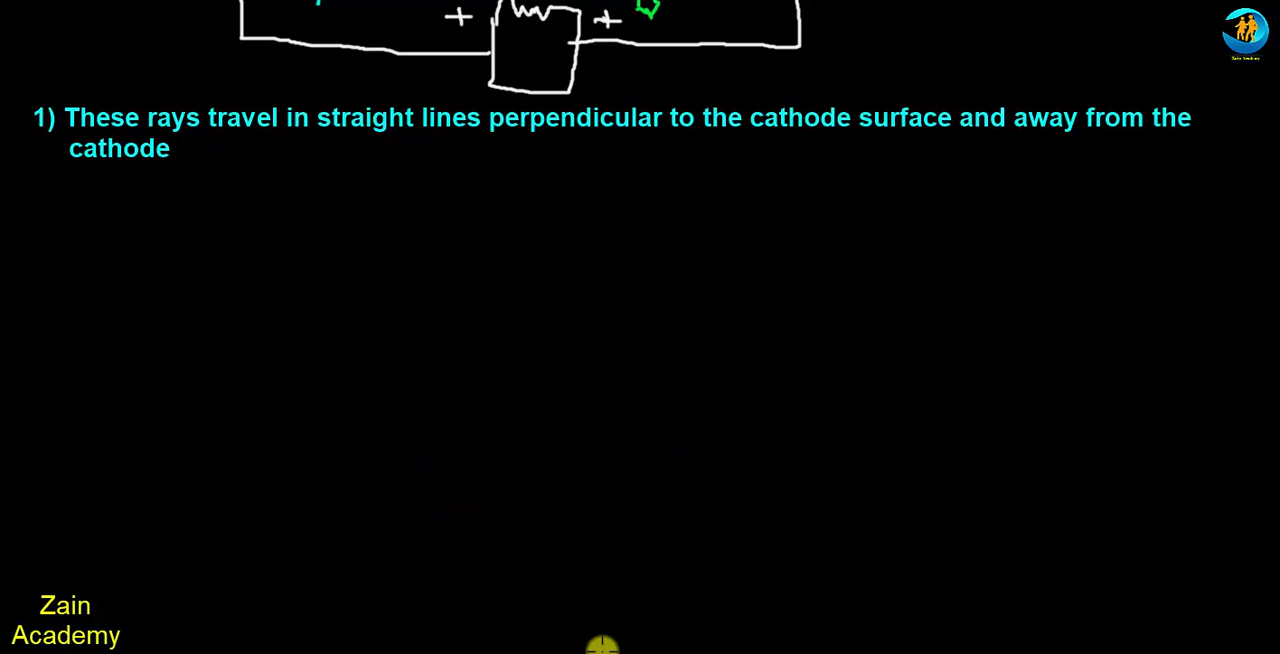 + +
1) These rays travel in straight lines perpendicular to the cathode surface and away from the
cathode
Zain
Academy